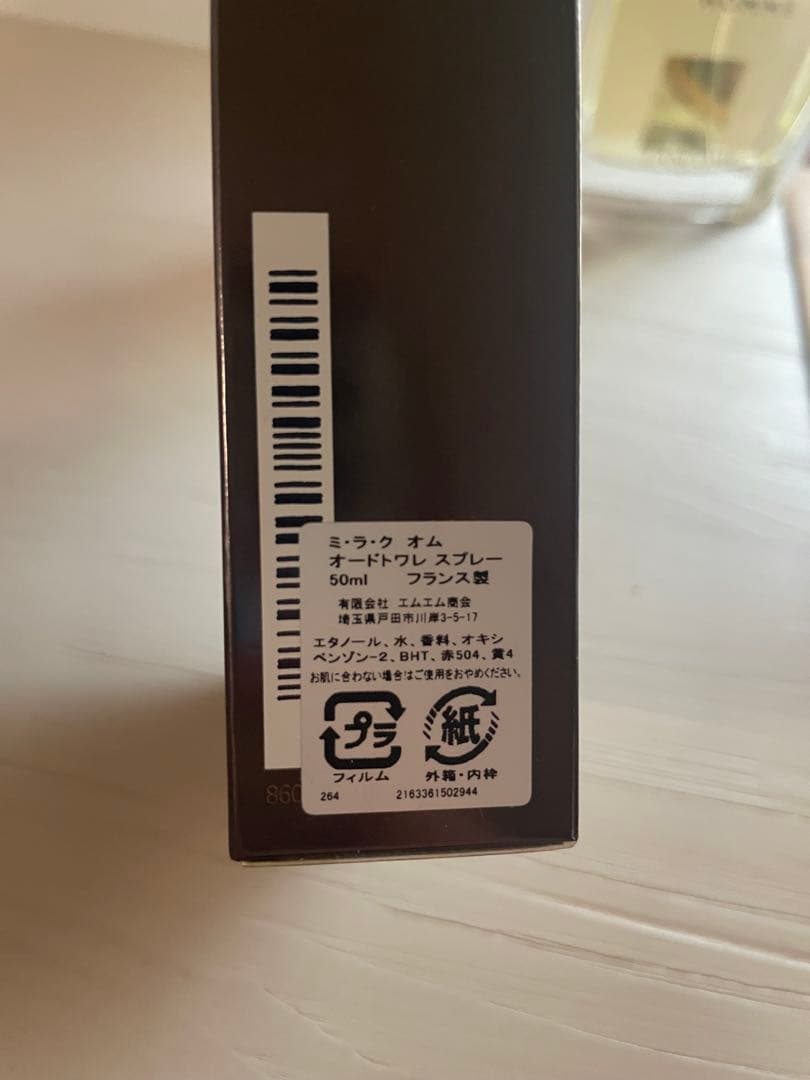 ミ・ラ・ク オム
オードトワレ スプレー
50ml フランス製
有限会社 エムエム商会
埼玉県戸田市川岸3-5-17
エタノール、水、香料、オキシ
ベンゾン-2、BHT、赤504、黄4
お肌に合わない場合はご使用をおやめください。
プラ 紙
フィルム 外箱・内枠
264 2163361502944
860